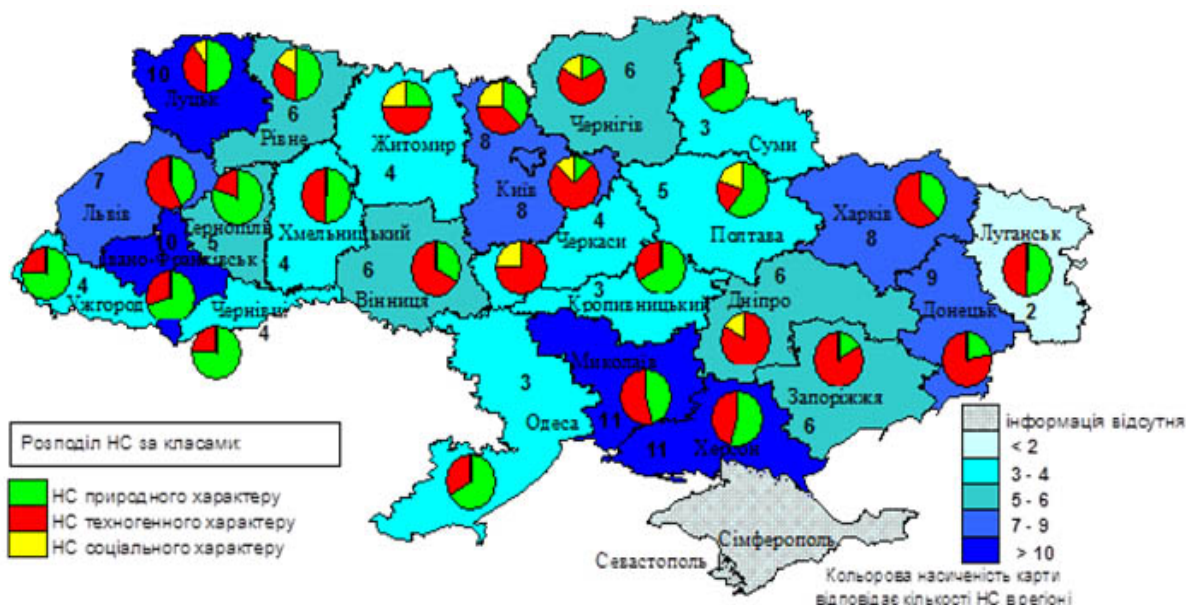 10
Луцьк
6
Рівне
Житомир
4
8
Київ
8
6
Чернігів
3
Суми
7
Львів
5
Тернопіль
Хмельницький
4
6
Вінниця
4
Черкаси
5
Полтава
Харків
8
Луганськ
2
10
Івано-Франківськ
4
Ужгород
Чернівці
4
3
Кропивницький
6
Дніпро
9
Донецьк
Миколаїв
11
Запоріжжя
6
3
Одеса
11
Херсон
Сімферополь
Севастополь
Розподіл НС за класами:
НС природного характеру
НС техногенного характеру
НС соціального характеру
інформація відсутня
< 2
3 - 4
5 - 6
7 - 9
> 10
Кольорова насиченість карти
відповідає кількості НС в регіоні